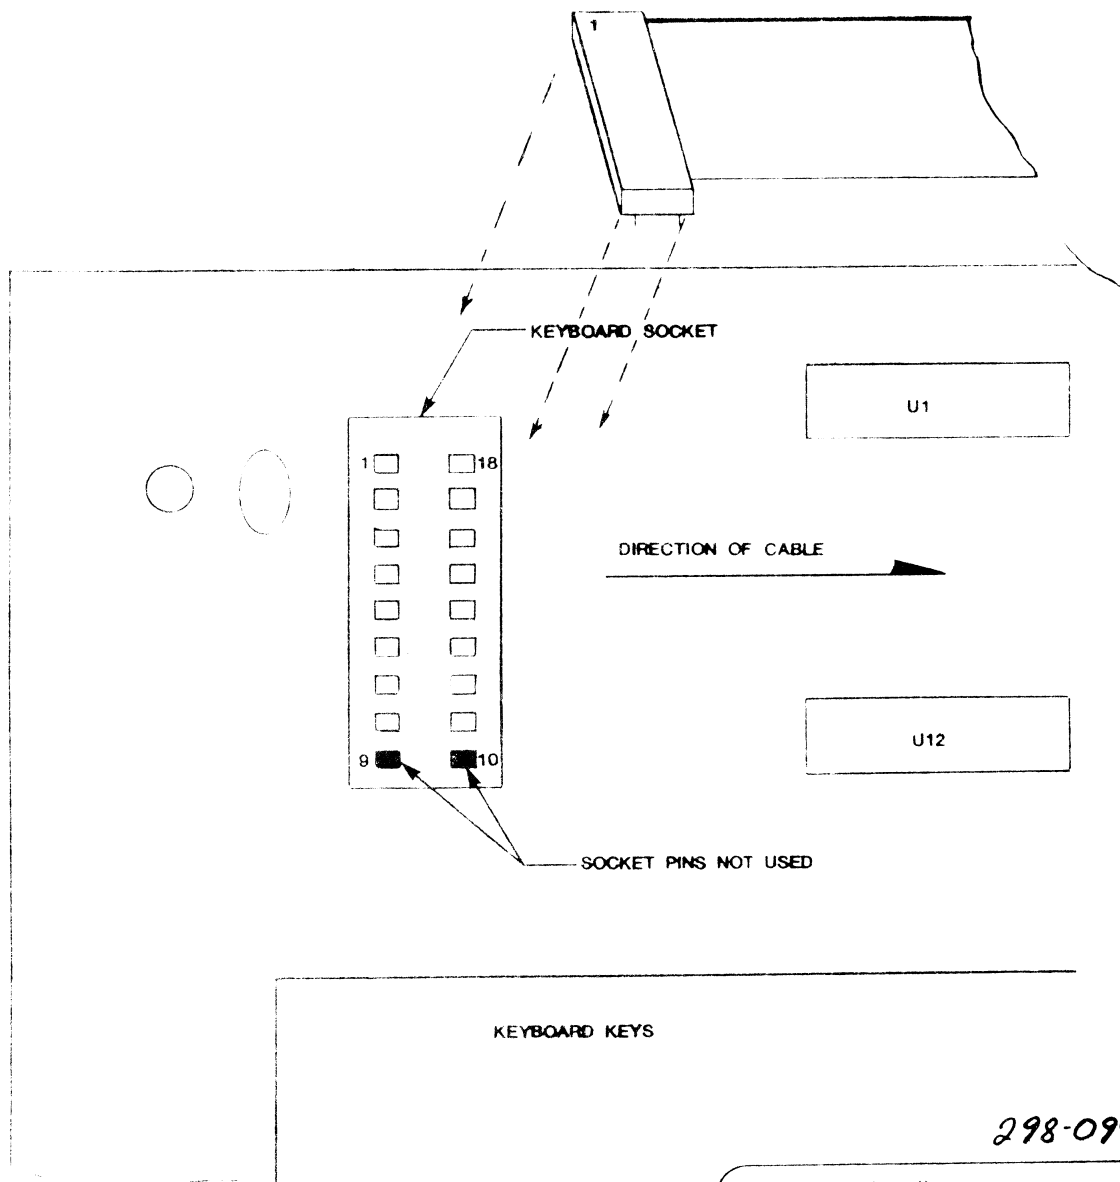 1
KEYBOARD SOCKET
U1
1
18
DIRECTION OF CABLE
U12
9
10
SOCKET PINS NOT USED
KEYBOARD KEYS
298-09